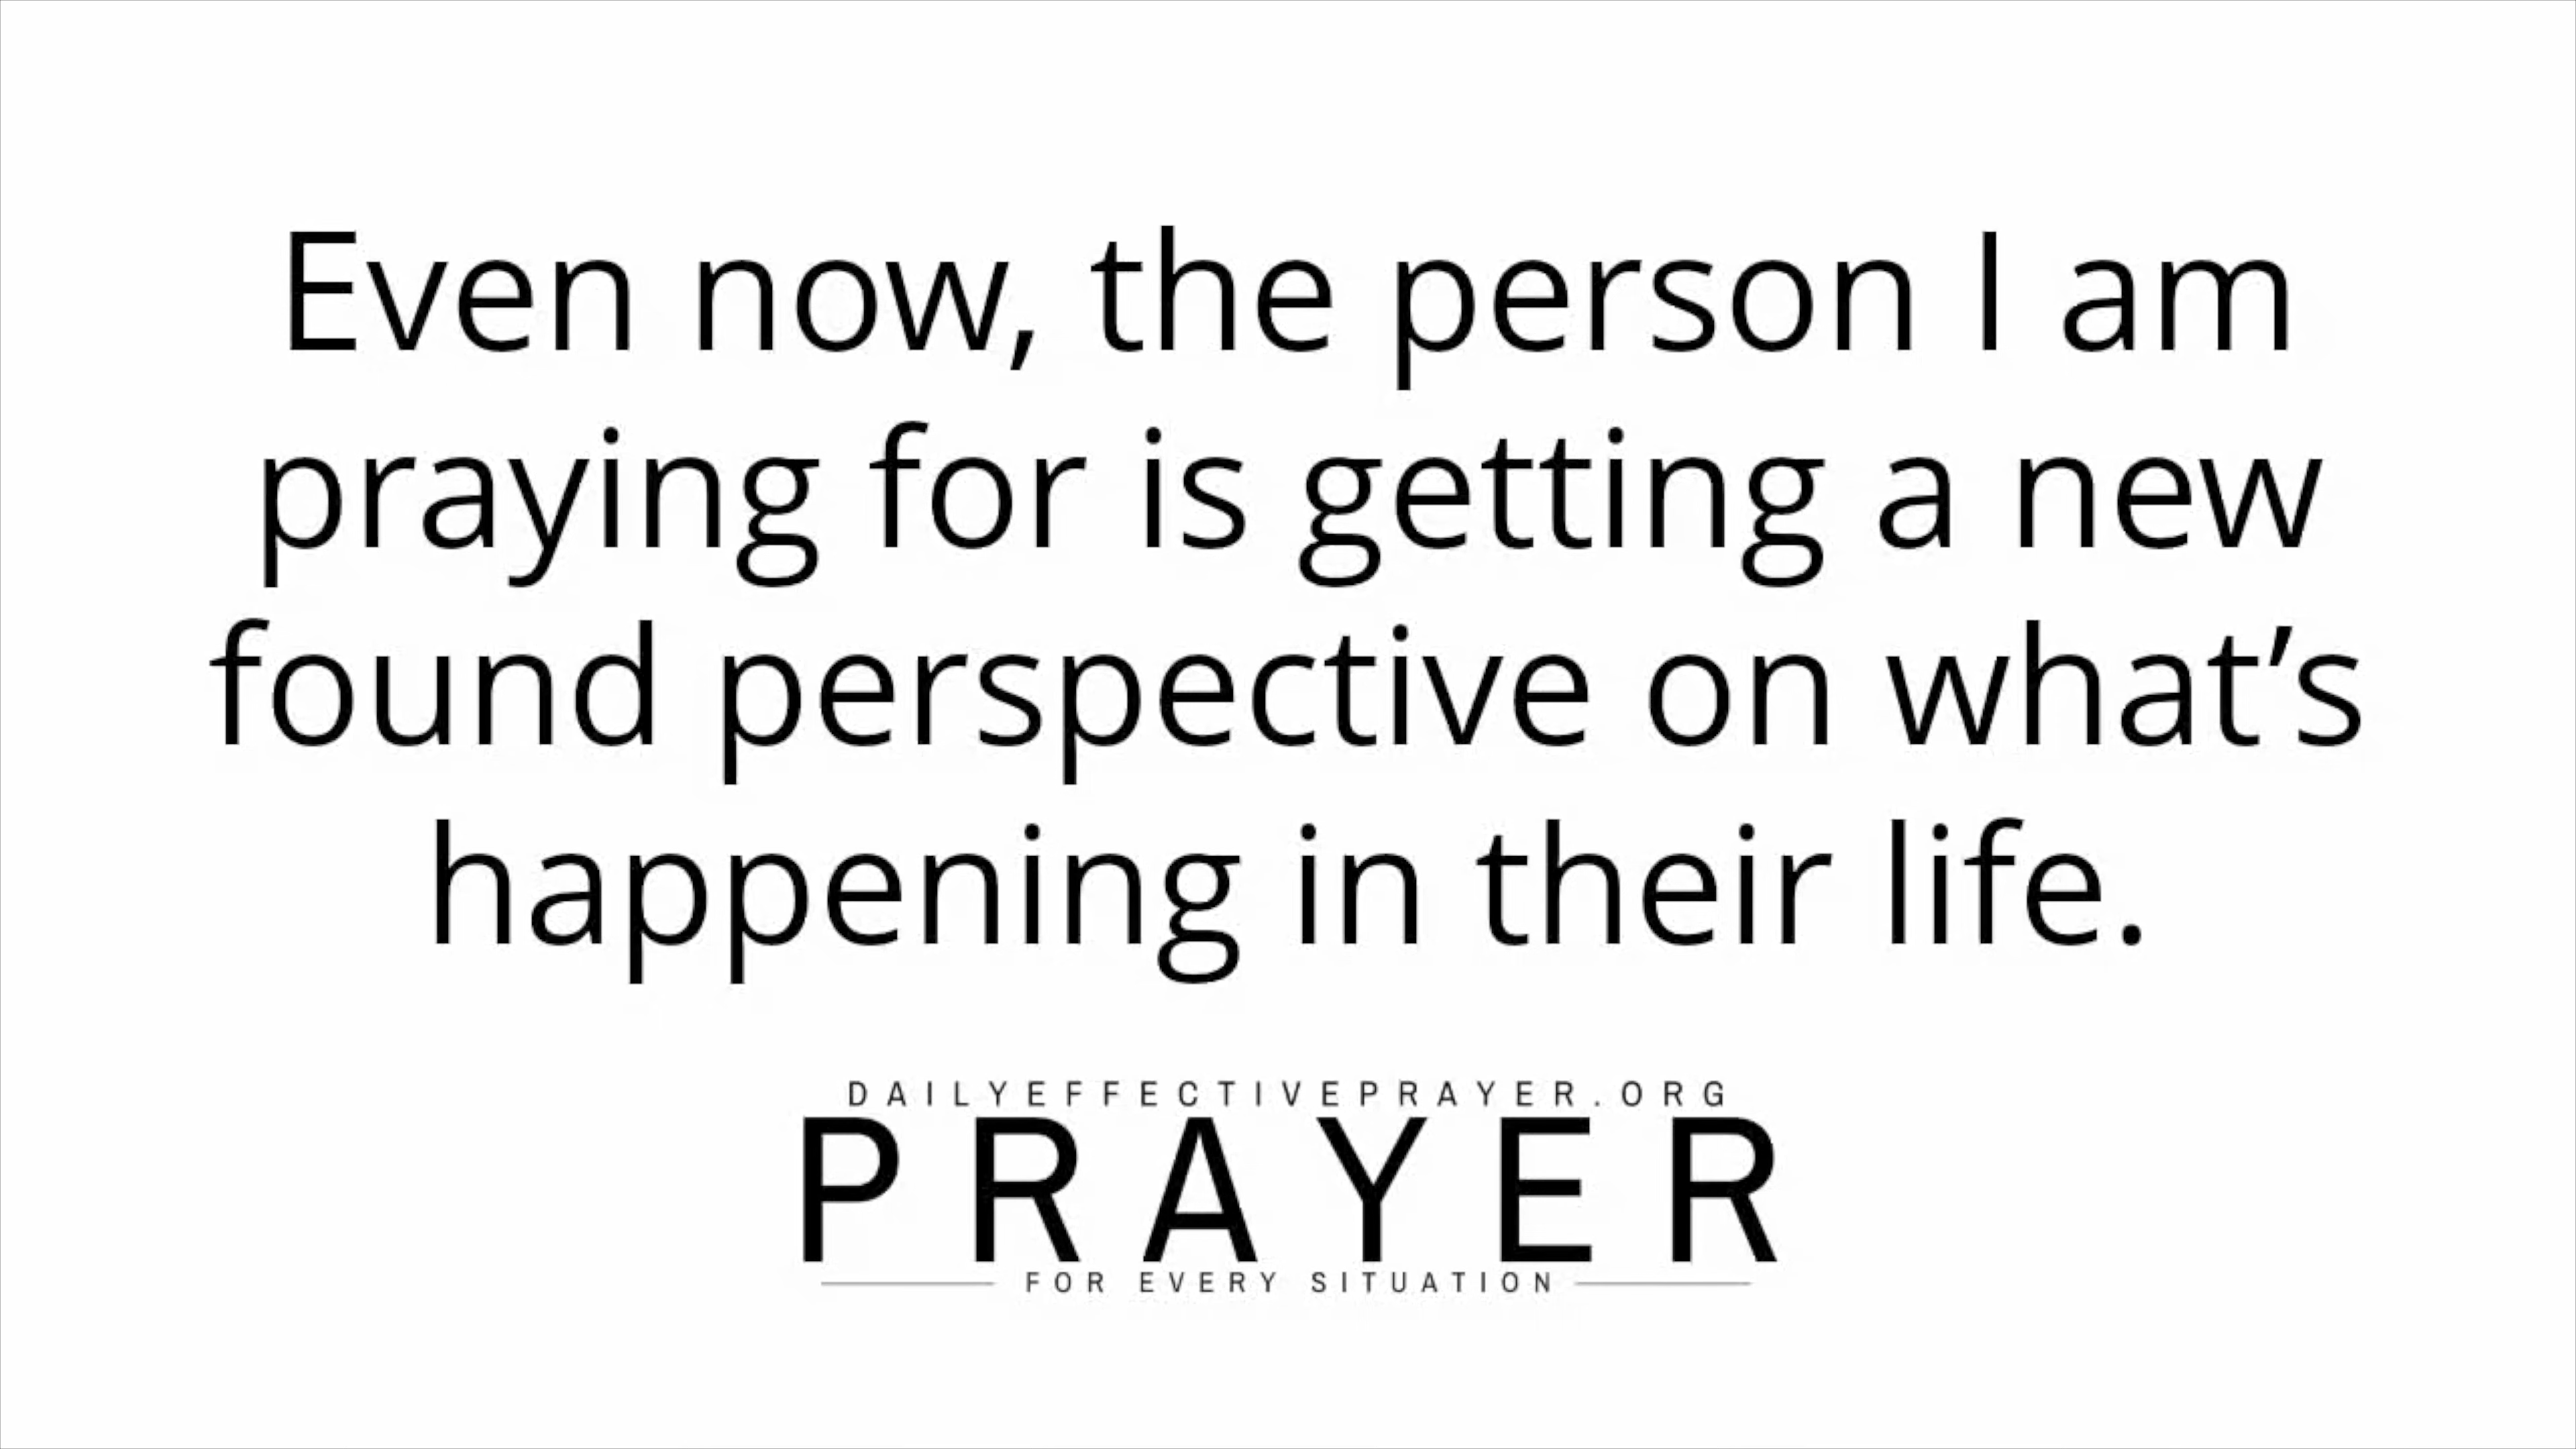 Even now, the person I am
praying for is getting a new
found perspective on what’s
happening in their life.
DAILYEFFECTIVEPRAYER.ORG
PRAYER
FOR EVERY SITUATION